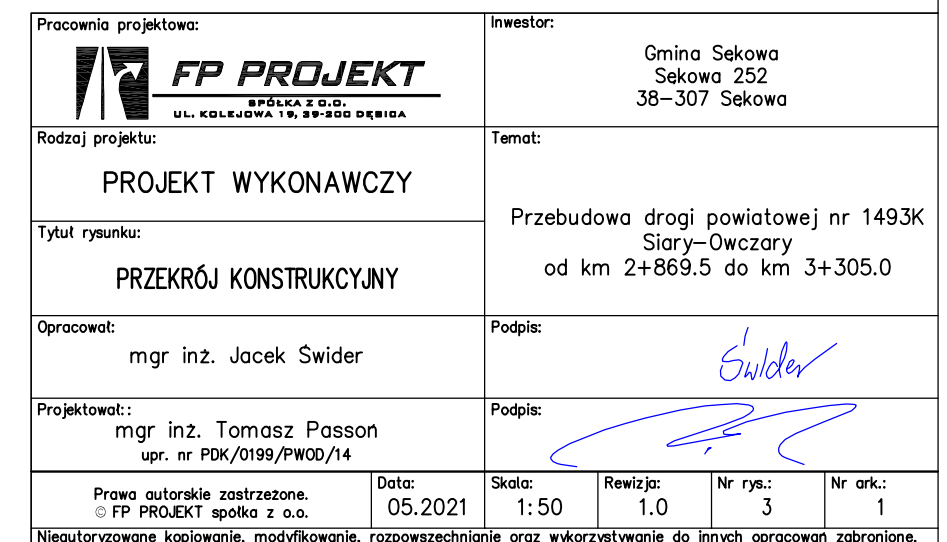 Pracownia projektowa:
FP PROJEKT
SPÓŁKA Z O.O.
UL. KOLEJOWA 19, 39-200 DĘBICA
Inwestor:
Gmina Sękowa
Sękowa 252
38-307 Sękowa
Rodzaj projektu:
PROJEKT WYKONAWCZY
Temat:
Przebudowa drogi powiatowej nr 1493K
Siary-Owczary
od km 2+869.5 do km 3+305.0
Tytuł rysunku:
PRZEKRÓJ KONSTRUKCYJNY
Opracował:
mgr inż. Jacek Świder
Podpis:
Świder
Projektował::
mgr inż. Tomasz Passoń
upr. nr PDK/0199/PWOD/14
Podpis:
Prawa autorskie zastrzeżone.
© FP PROJEKT spółka z o.o.
Data:
05.2021
Skala:
1:50
Rewizja:
1.0
Nr rys.:
3
Nr ark.:
1
Nieautoryzowane kopiowanie, modyfikowanie, rozpowszechnianie oraz wykorzystywanie do innych opracowań zabronione.